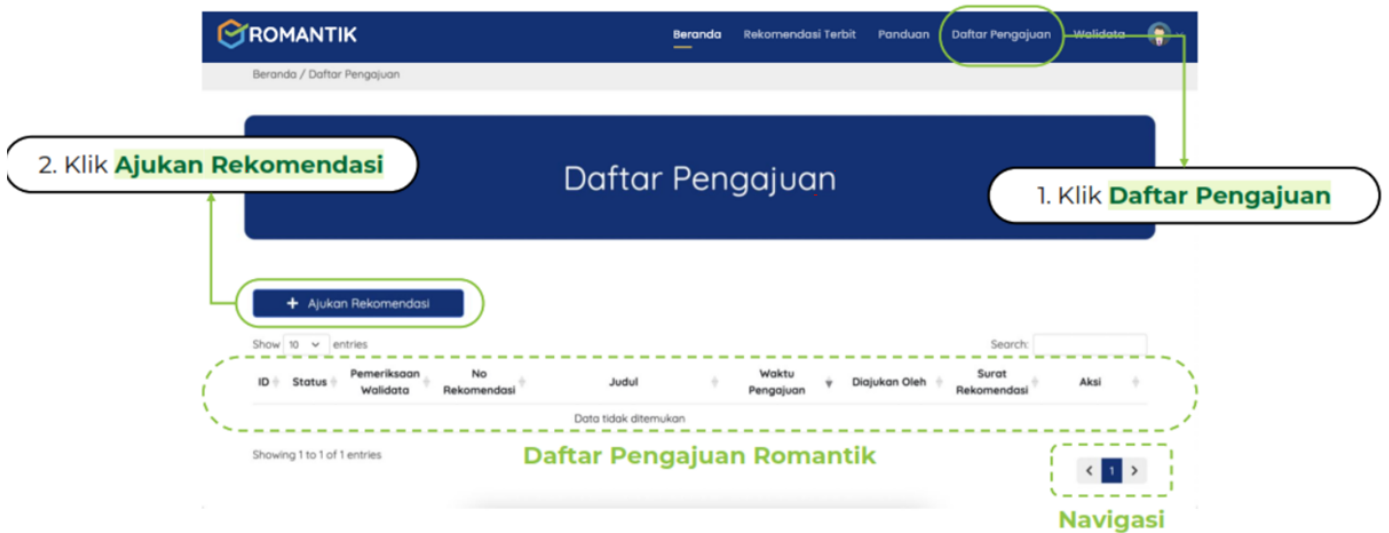 ROMANTIK
Beranda Rekomendasi Terbit Panduan Daftar Pengajuan Walidata
Beranda / Daftar Pengajuan
2. Klik Ajukan Rekomendasi
Daftar Pengajuan
1. Klik Daftar Pengajuan
+ Ajukan Rekomendasi
Show 10 entries
Search:
ID Status Pemeriksaan Walidata No Rekomendasi Judul Waktu Pengajuan Diajukan Oleh Surat Rekomendasi Aksi
Data tidak ditemukan
Showing 1 to 1 of 1 entries
Daftar Pengajuan Romantik
< 1 >
Navigasi